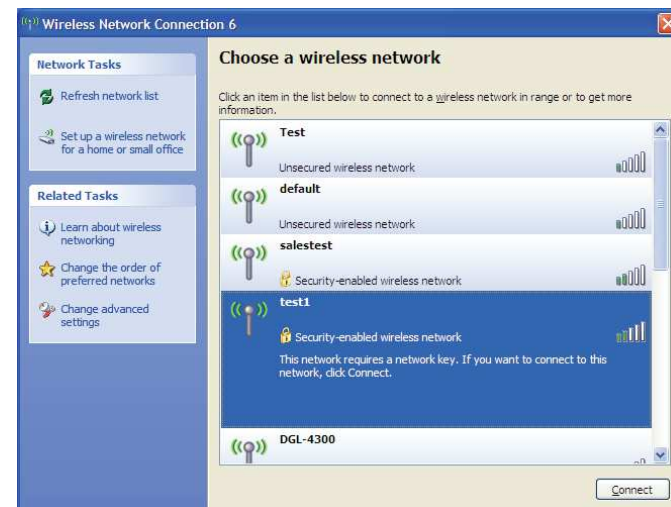 Wireless Network Connection 6
Network Tasks
Refresh network list
Set up a wireless network
for a home or small office
Related Tasks
Learn about wireless
networking
Change the order of
preferred networks
Change advanced
settings
Choose a wireless network
Click an item in the list below to connect to a wireless network in range or to get more
information.
Test
Unsecured wireless network
default
Unsecured wireless network
salestest
Security-enabled wireless network
test1
Security-enabled wireless network
This network requires a network key. If you want to connect to this
network, click Connect.
DGL-4300
Connect